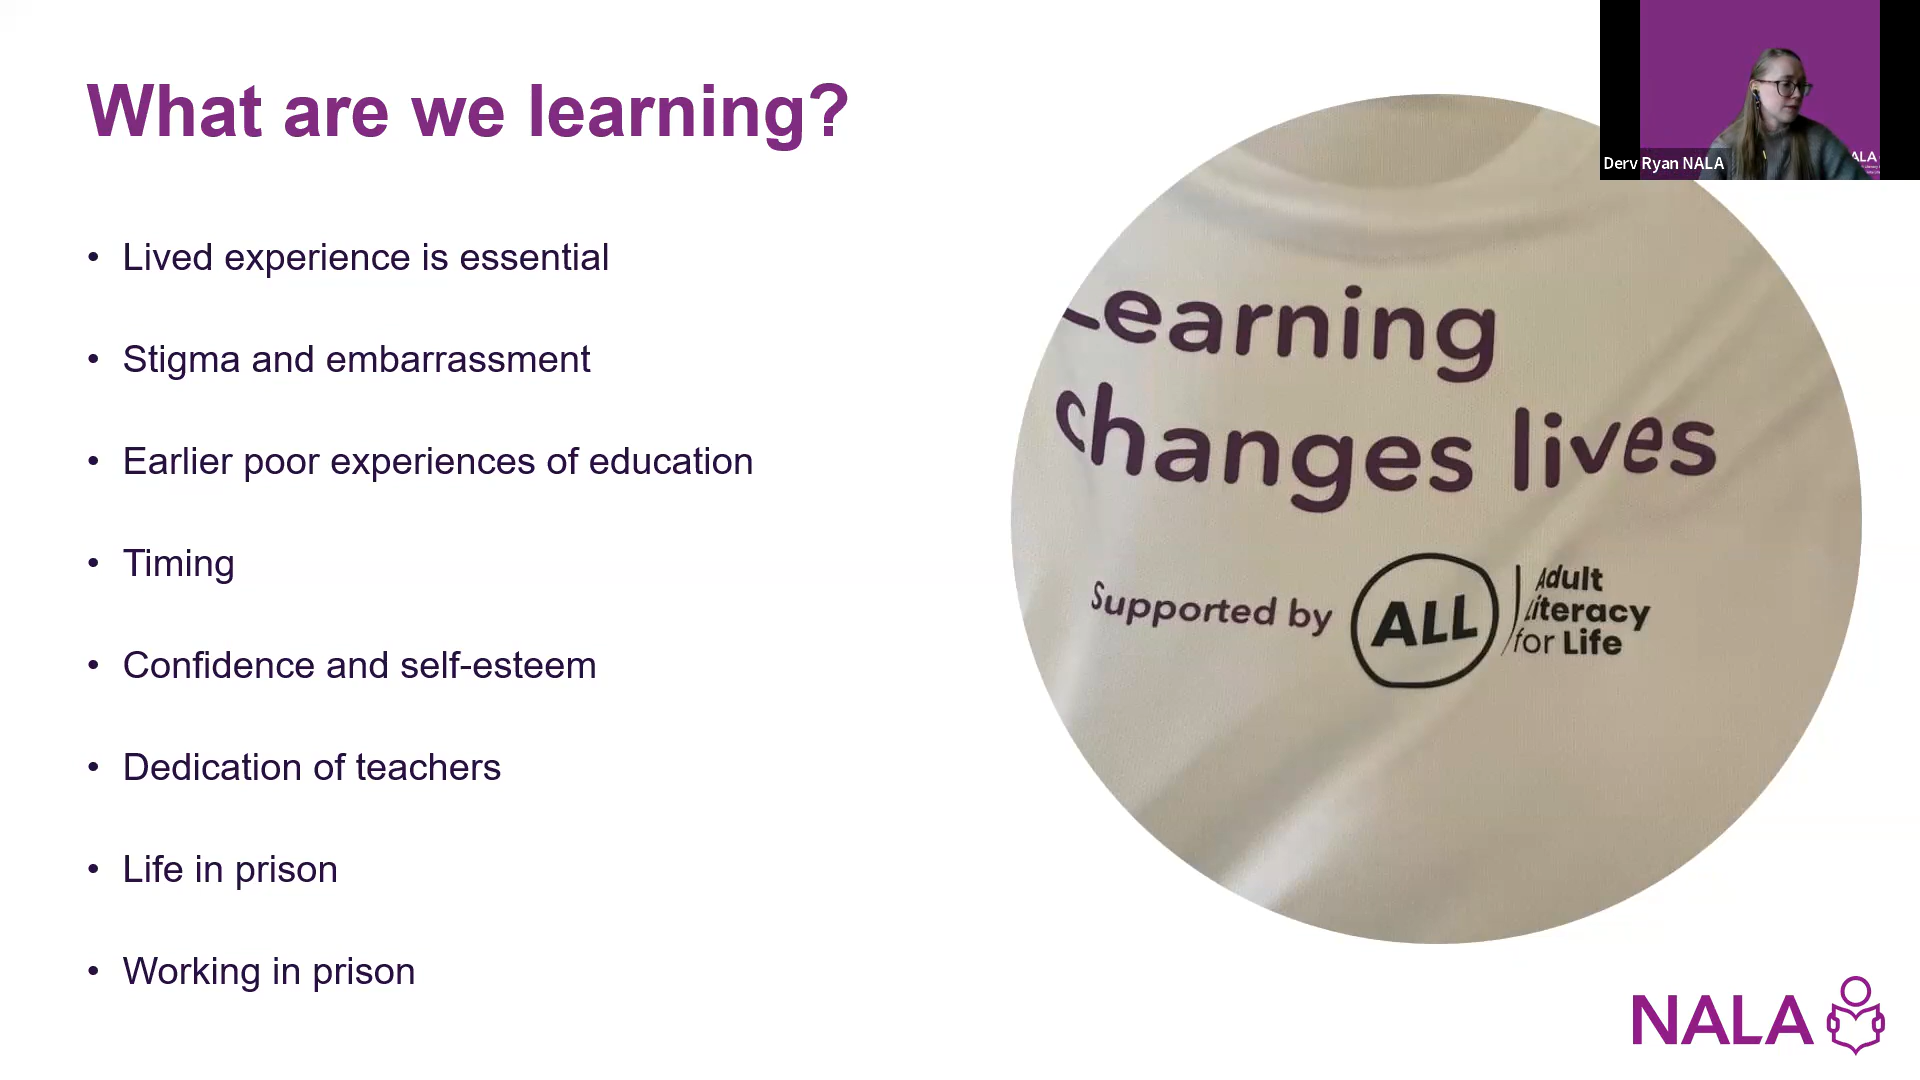 What are we learning?
• Lived experience is essential
• Stigma and embarrassment
• Earlier poor experiences of education
• Timing
• Confidence and self-esteem
• Dedication of teachers
• Life in prison
• Working in prison
Learning
changes lives
Supported by ALL Adult
Literacy
for Life
Derv Ryan NALA
NALA